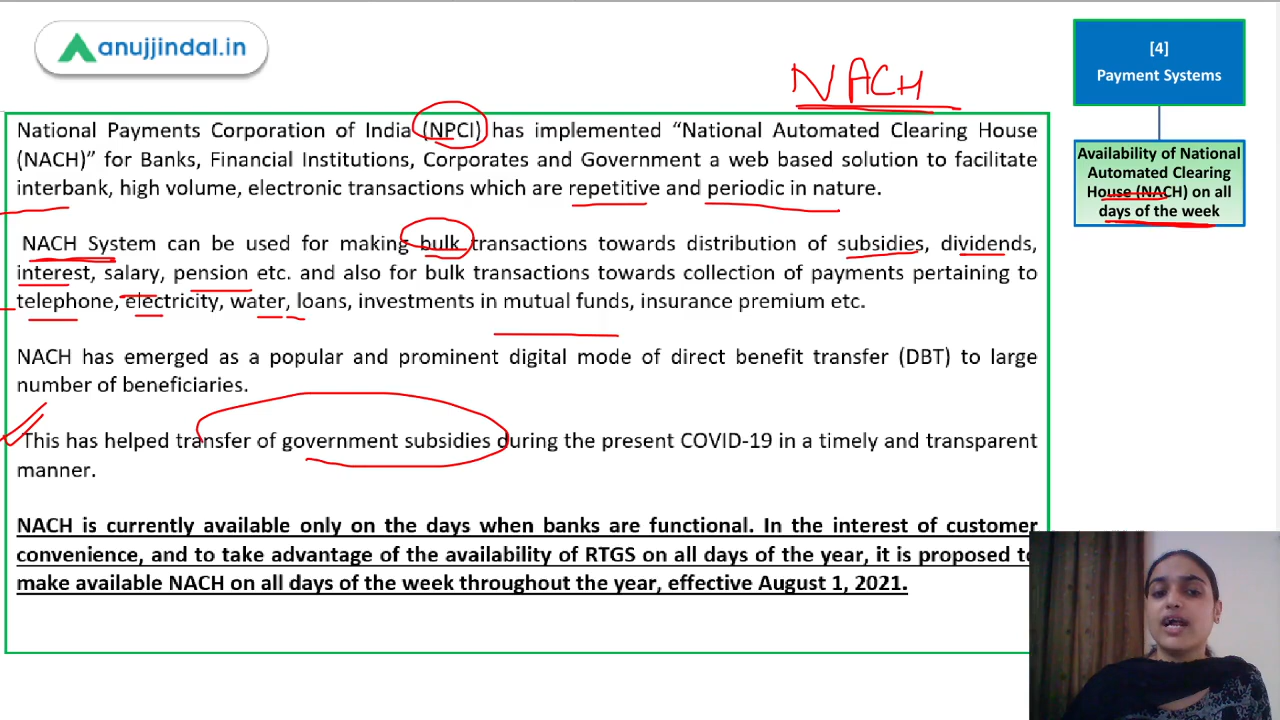 anujjindal.in
NACH
[4]
Payment Systems
Availability of National
Automated Clearing
House (NACH) on all
days of the week
National Payments Corporation of India (NPCI) has implemented “National Automated Clearing House
(NACH)” for Banks, Financial Institutions, Corporates and Government a web based solution to facilitate
interbank, high volume, electronic transactions which are repetitive and periodic in nature.
NACH System can be used for making bulk transactions towards distribution of subsidies, dividends,
interest, salary, pension etc. and also for bulk transactions towards collection of payments pertaining to
telephone, electricity, water, loans, investments in mutual funds, insurance premium etc.
NACH has emerged as a popular and prominent digital mode of direct benefit transfer (DBT) to large
number of beneficiaries.
This has helped transfer of government subsidies during the present COVID-19 in a timely and transparent
manner.
NACH is currently available only on the days when banks are functional. In the interest of customer
convenience, and to take advantage of the availability of RTGS on all days of the year, it is proposed to
make available NACH on all days of the week throughout the year, effective August 1, 2021.